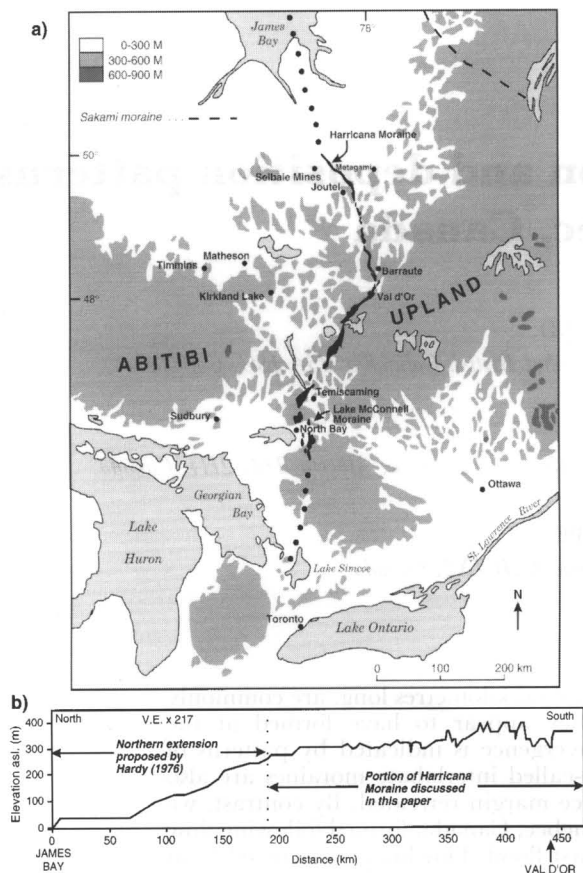 a)
0-300 M
300-600 M
600-900 M
Sakami moraine
James
Bay
75
Harricana Moraine
50
Matagami
Selbaie Mines
Joutel
Matheson
Timmins
Barraute
Kirkland Lake
48
Val d'Or
UPLAND
ABITIBI
Temiscaming
Lake McConnell
Moraine
Sudbury
North Bay
Georgian
Bay
Ottawa
Lake
Huron
St. Lawrence River
Lake Simcoe
N
Toronto
Lake Ontario
0 100 200 km
b)
North V.E. x 217 South
Elevation asl. (m)
400
300
200
100
0
Northern extension
proposed by
Hardy (1976)
Portion of Harricana
Moraine discussed
in this paper
0 50 100 150 200 250 300 350 400 450
JAMES
BAY
Distance (km)
VAL D'OR